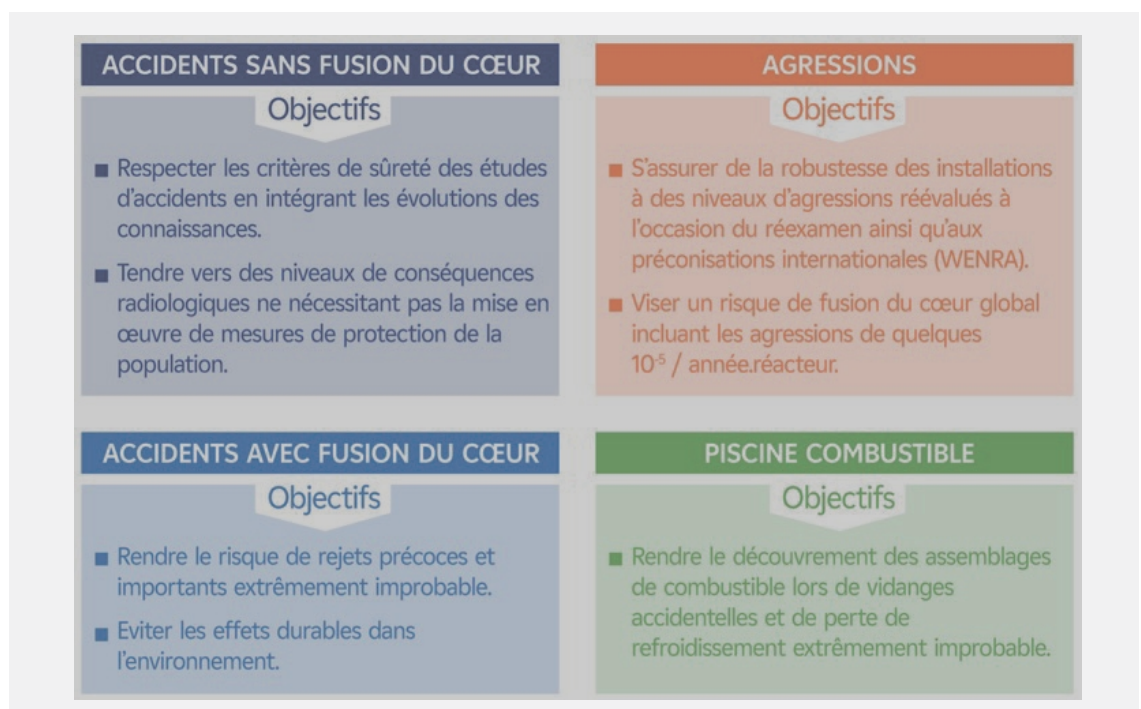 ACCIDENTS SANS FUSION DU CŒUR
Objectifs
■ Respecter les critères de sûreté des études
d’accidents en intégrant les évolutions des
connaissances.
■ Tendre vers des niveaux de conséquences
radiologiques ne nécessitant pas la mise en
œuvre de mesures de protection de la
population.
AGRESSIONS
Objectifs
■ S’assurer de la robustesse des installations
à des niveaux d’agressions réévalués à
l’occasion du réexamen ainsi qu’aux
préconisations internationales (WENRA).
■ Viser un risque de fusion du cœur global
incluant les agressions de quelques
10⁻⁵ / année.réacteur.
ACCIDENTS AVEC FUSION DU CŒUR
Objectifs
■ Rendre le risque de rejets précoces et
importants extrêmement improbable.
■ Eviter les effets durables dans
l’environnement.
PISCINE COMBUSTIBLE
Objectifs
■ Rendre le découvrement des assemblages
de combustible lors de vidanges
accidentelles et de perte de
refroidissement extrêmement improbable.